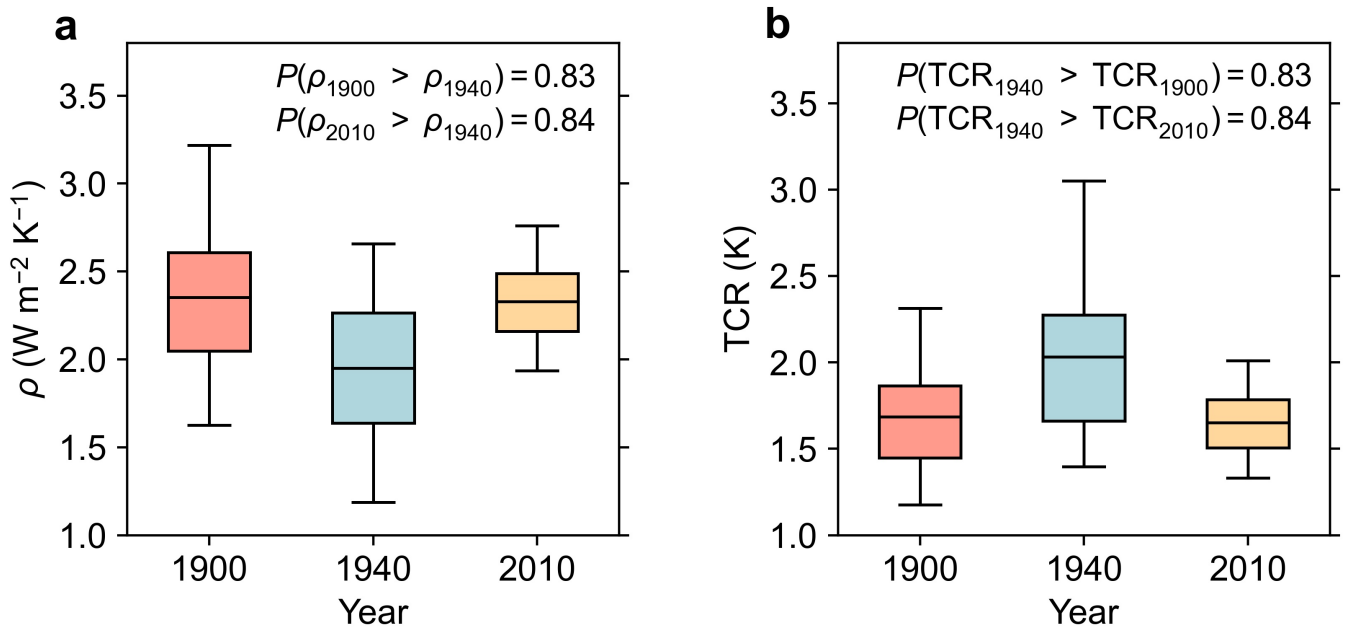 a
P(ρ₁₉₀₀ > ρ₁₉₄₀) = 0.83
P(ρ₂₀₁₀ > ρ₁₉₄₀) = 0.84
ρ (W m⁻² K⁻¹)
3.5
3.0
2.5
2.0
1.5
1.0
1900 1940 2010
Year
b
P(TCR₁₉₄₀ > TCR₁₉₀₀) = 0.83
P(TCR₁₉₄₀ > TCR₂₀₁₀) = 0.84
TCR (K)
3.5
3.0
2.5
2.0
1.5
1.0
1900 1940 2010
Year